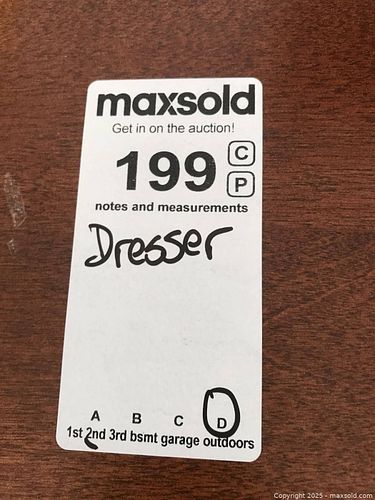 maxsold
Get in on the auction!
199 C
P
notes and measurements
Dresser
A B C D
1st 2nd 3rd bsmt garage outdoors
Copyright 2025 - maxsold.com